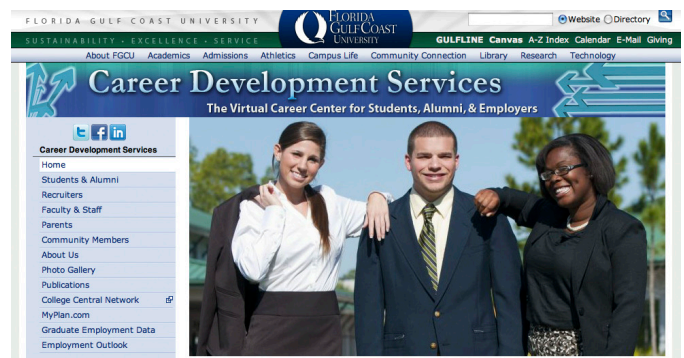 FLORIDA GULF COAST UNIVERSITY
FLORIDA
GULF COAST
UNIVERSITY
Website Directory
SUSTAINABILITY · EXCELLENCE · SERVICE
GULFLINE Canvas A-Z Index Calendar E-Mail Giving
About FGCU Academics Admissions Athletics Campus Life Community Connection Library Research Technology
Career Development Services
The Virtual Career Center for Students, Alumni, & Employers
Career Development Services
Home
Students & Alumni
Recruiters
Faculty & Staff
Parents
Community Members
About Us
Photo Gallery
Publications
College Central Network
MyPlan.com
Graduate Employment Data
Employment Outlook